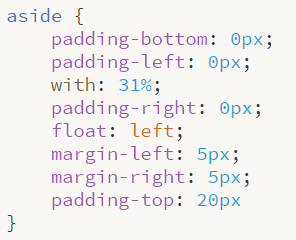 aside {
padding-bottom: 0px;
padding-left: 0px;
with: 31%;
padding-right: 0px;
float: left;
margin-left: 5px;
margin-right: 5px;
padding-top: 20px
}